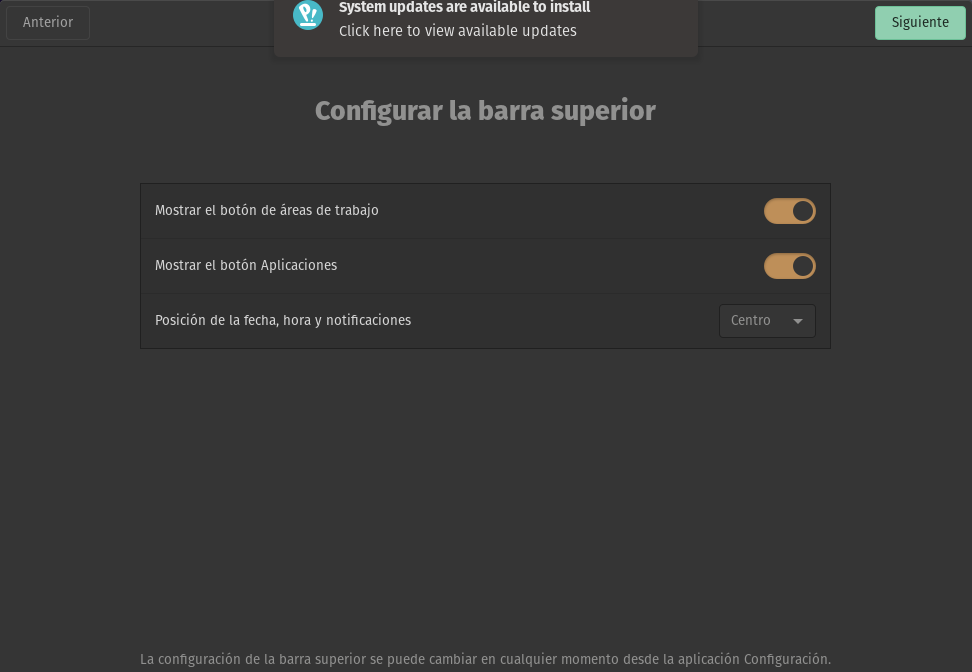 Anterior
System updates are available to install
Click here to view available updates
Siguiente
Configurar la barra superior
Mostrar el botón de áreas de trabajo
Mostrar el botón Aplicaciones
Posición de la fecha, hora y notificaciones
Centro
La configuración de la barra superior se puede cambiar en cualquier momento desde la aplicación Configuración.